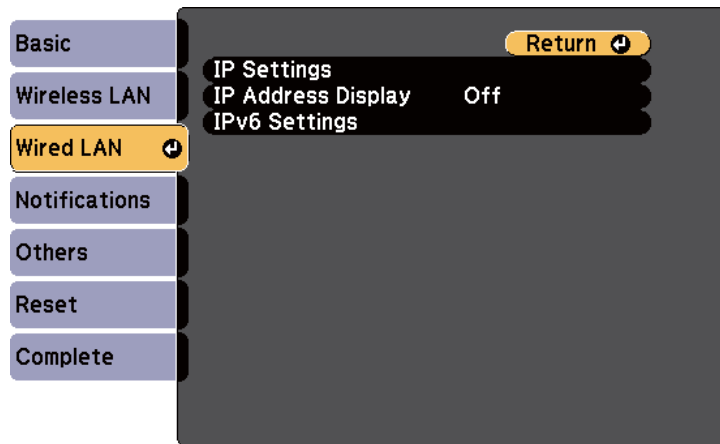 Basic
Wireless LAN
Wired LAN
Notifications
Others
Reset
Complete
Return
IP Settings
IP Address Display Off
IPv6 Settings